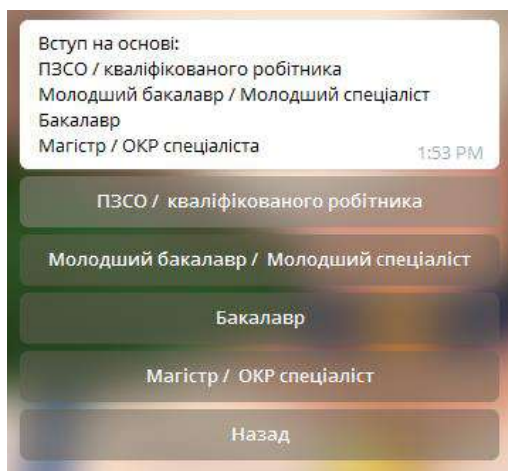 Вступ на основі:
ПЗСО / кваліфікованого робітника
Молодший бакалавр / Молодший спеціаліст
Бакалавр
Магістр / ОКР спеціаліста
1:53 PM
ПЗСО / кваліфікованого робітника
Молодший бакалавр / Молодший спеціаліст
Бакалавр
Магістр / ОКР спеціаліст
Назад